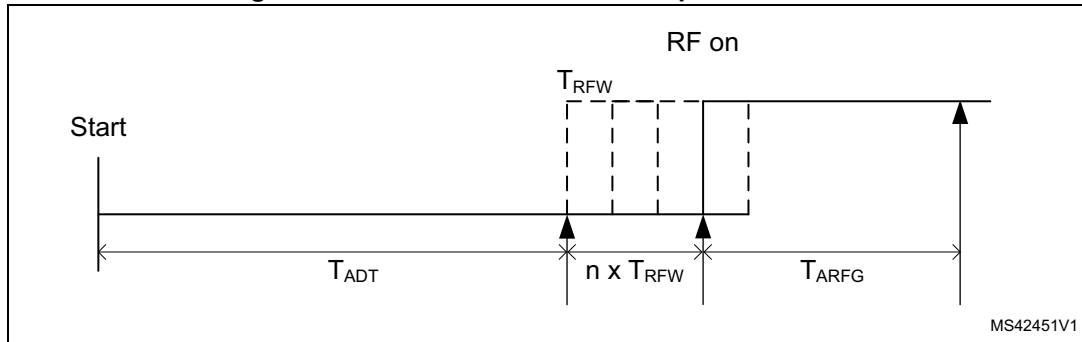 RF on
T_RFW
Start
T_ADT
n x T_RFW
T_ARFG
MS42451V1